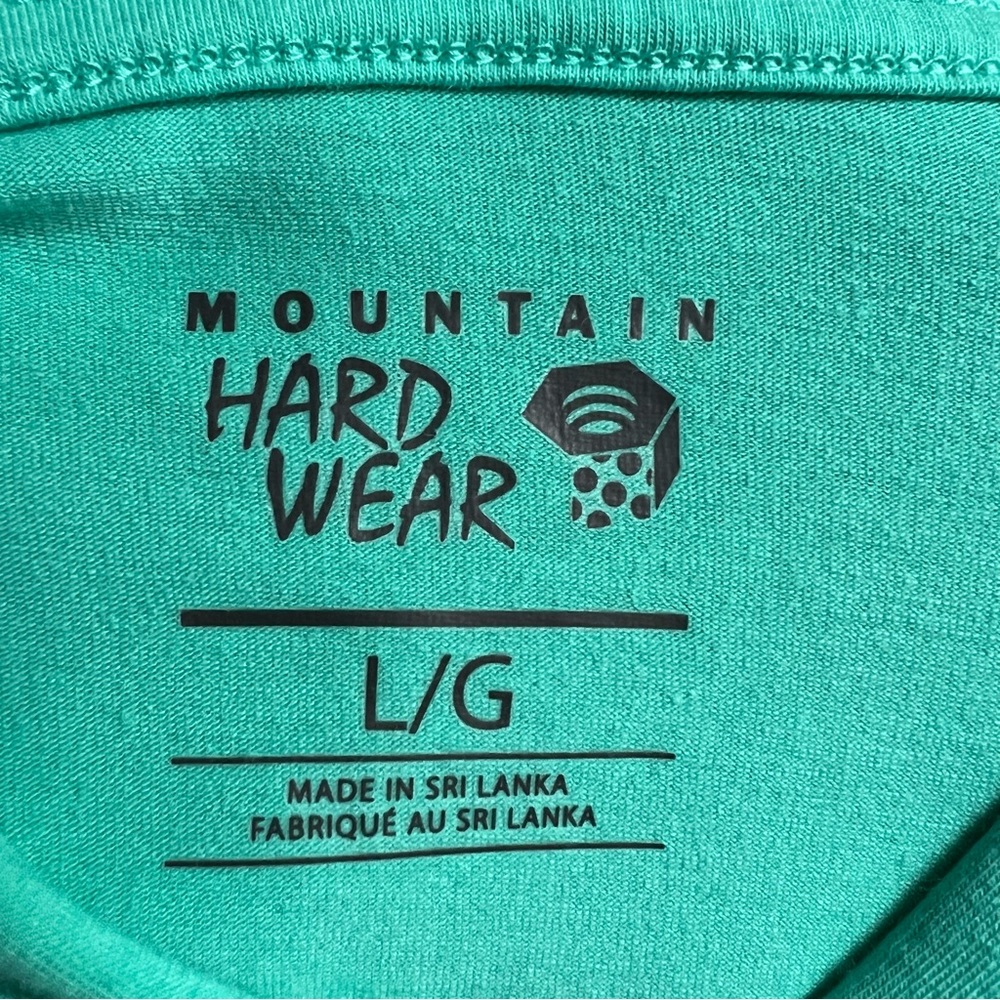 MOUNTAIN
HARD
WEAR
L/G
MADE IN SRI LANKA
FABRIQUÉ AU SRI LANKA